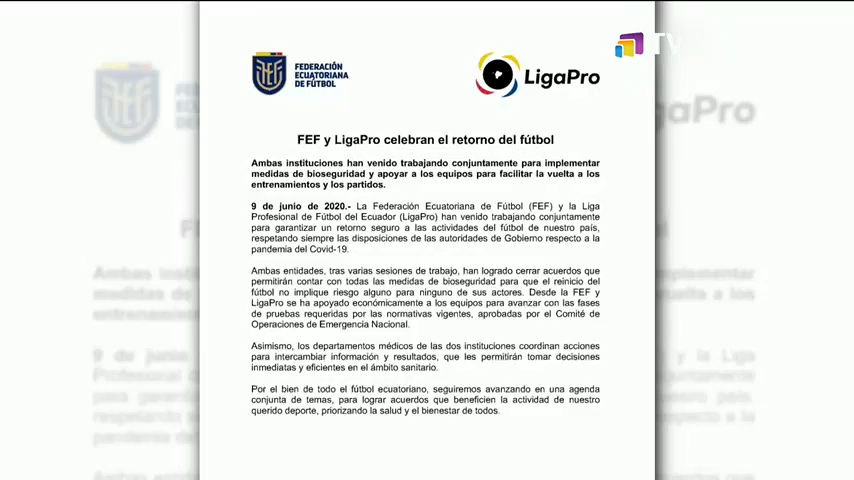 TV
FEDERACIÓN
ECUATORIANA
DE FÚTBOL
LigaPro
FEF y LigaPro celebran el retorno del fútbol
Ambas instituciones han venido trabajando conjuntamente para implementar
medidas de bioseguridad y apoyar a los equipos para facilitar la vuelta a los
entrenamientos y los partidos.
9 de junio de 2020.- La Federación Ecuatoriana de Fútbol (FEF) y la Liga
Profesional de Fútbol del Ecuador (LigaPro) han venido trabajando conjuntamente
para garantizar un retorno seguro a las actividades del fútbol de nuestro país,
respetando siempre las disposiciones de las autoridades de Gobierno respecto a la
pandemia del Covid-19.
Ambas entidades, tras varias sesiones de trabajo, han logrado cerrar acuerdos que
permitirán contar con todas las medidas de bioseguridad para que el reinicio del
fútbol no implique riesgo alguno para ninguno de sus actores. Desde la FEF y
LigaPro se ha apoyado económicamente a los equipos para avanzar con las fases
de pruebas requeridas por las normativas vigentes, aprobadas por el Comité de
Operaciones de Emergencia Nacional.
Asimismo, los departamentos médicos de las dos instituciones coordinan acciones
para intercambiar información y resultados, que les permitirán tomar decisiones
inmediatas y eficientes en el ámbito sanitario.
Por el bien de todo el fútbol ecuatoriano, seguiremos avanzando en una agenda
conjunta de temas, para lograr acuerdos que beneficien la actividad de nuestro
querido deporte, priorizando la salud y el bienestar de todos.